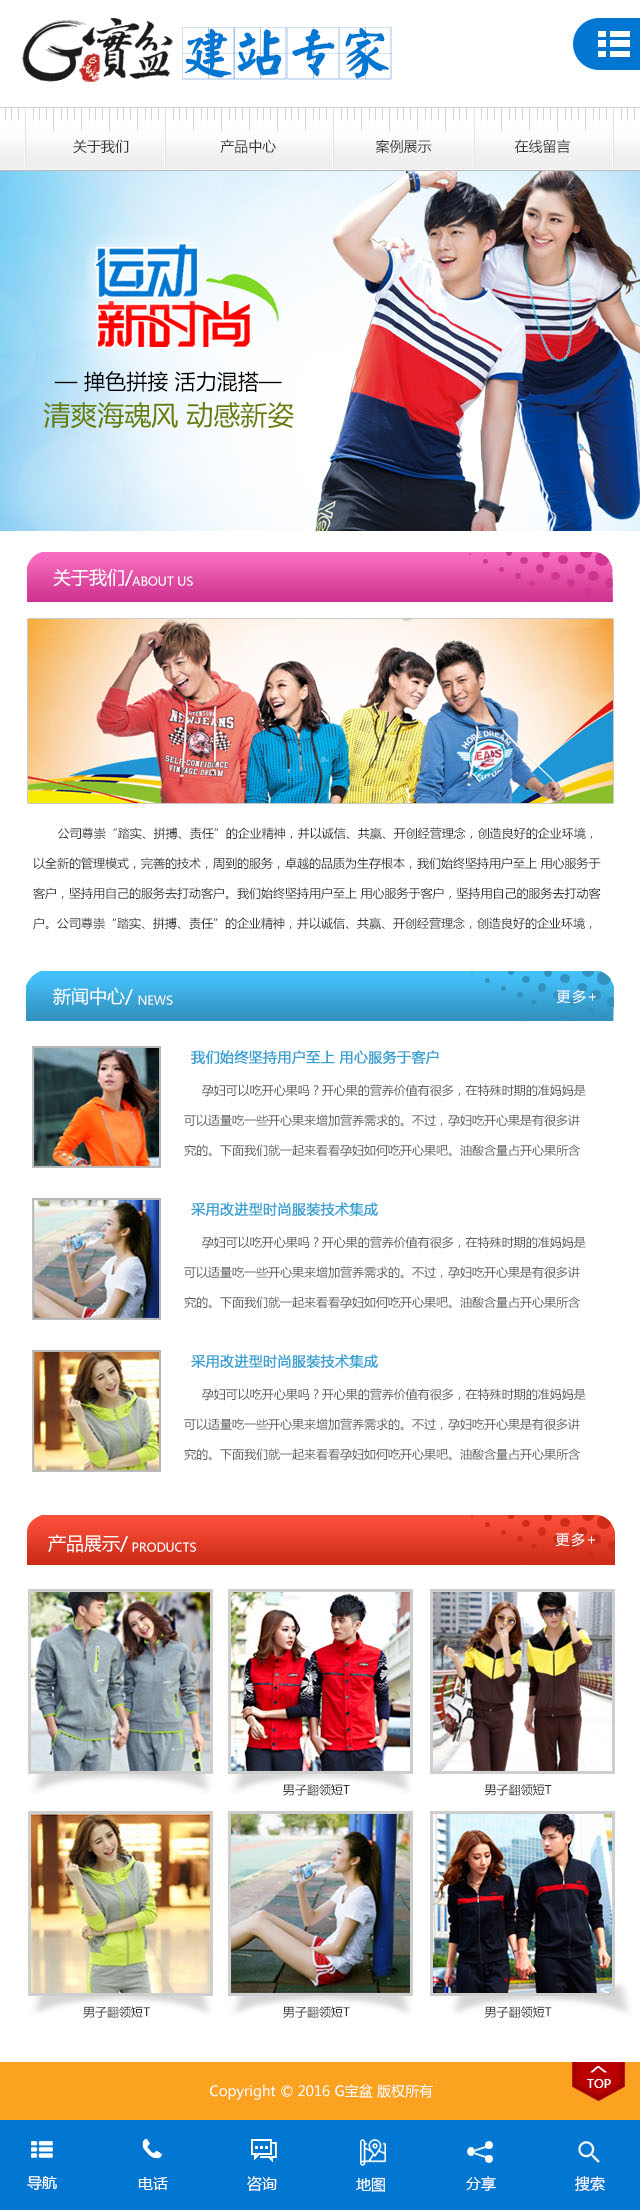 G寶盆 建站专家
关于我们 产品中心 案例展示 在线留言
运动
新时尚
— 掸色拼接 活力混搭—
清爽海魂风 动感新姿
关于我们/ABOUT US
NEWJEANS
SELF-CONFIDENCE
VINTAGE DREAM
HOPE DREAM
公司尊崇“踏实、拼搏、责任”的企业精神，并以诚信、共赢、开创经营理念，创造良好的企业环境，
以全新的管理模式，完善的技术，周到的服务，卓越的品质为生存根本，我们始终坚持用户至上 用心服务于
客户，坚持用自己的服务去打动客户。我们始终坚持用户至上 用心服务于客户，坚持用自己的服务去打动客
户。公司尊崇“踏实、拼搏、责任”的企业精神，并以诚信、共赢、开创经营理念，创造良好的企业环境，
新闻中心/ NEWS 更多+
我们始终坚持用户至上 用心服务于客户
孕妇可以吃开心果吗？开心果的营养价值有很多，在特殊时期的准妈妈是
可以适量吃一些开心果来增加营养需求的。不过，孕妇吃开心果是有很多讲
究的。下面我们就一起来看看孕妇如何吃开心果吧。油酸含量占开心果所含
采用改进型时尚服装技术集成
孕妇可以吃开心果吗？开心果的营养价值有很多，在特殊时期的准妈妈是
可以适量吃一些开心果来增加营养需求的。不过，孕妇吃开心果是有很多讲
究的。下面我们就一起来看看孕妇如何吃开心果吧。油酸含量占开心果所含
采用改进型时尚服装技术集成
孕妇可以吃开心果吗？开心果的营养价值有很多，在特殊时期的准妈妈是
可以适量吃一些开心果来增加营养需求的。不过，孕妇吃开心果是有很多讲
究的。下面我们就一起来看看孕妇如何吃开心果吧。油酸含量占开心果所含
产品展示/ PRODUCTS 更多+
男子翻领短T 男子翻领短T
男子翻领短T 男子翻领短T 男子翻领短T
TOP
Copyright © 2016 G宝盆 版权所有
导航 电话 咨询 地图 分享 搜索